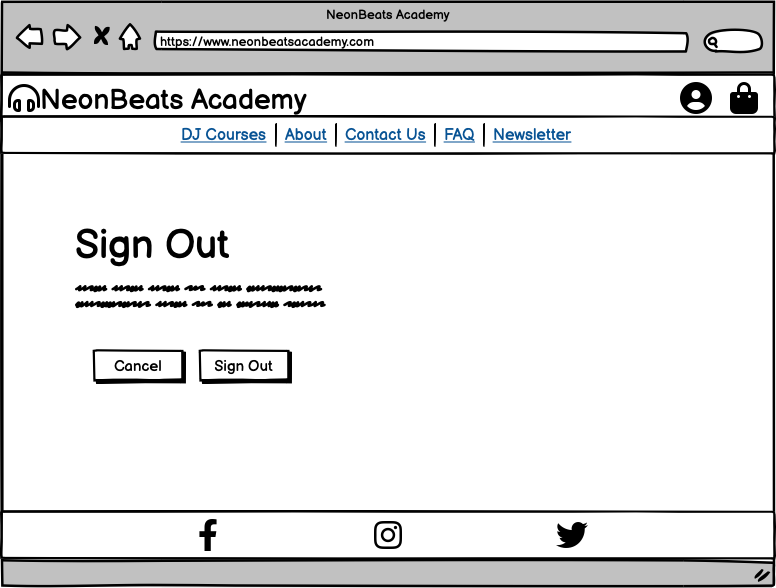 NeonBeats Academy
https://www.neonbeatsacademy.com
NeonBeats Academy
DJ Courses | About | Contact Us | FAQ | Newsletter
Sign Out
Cancel Sign Out